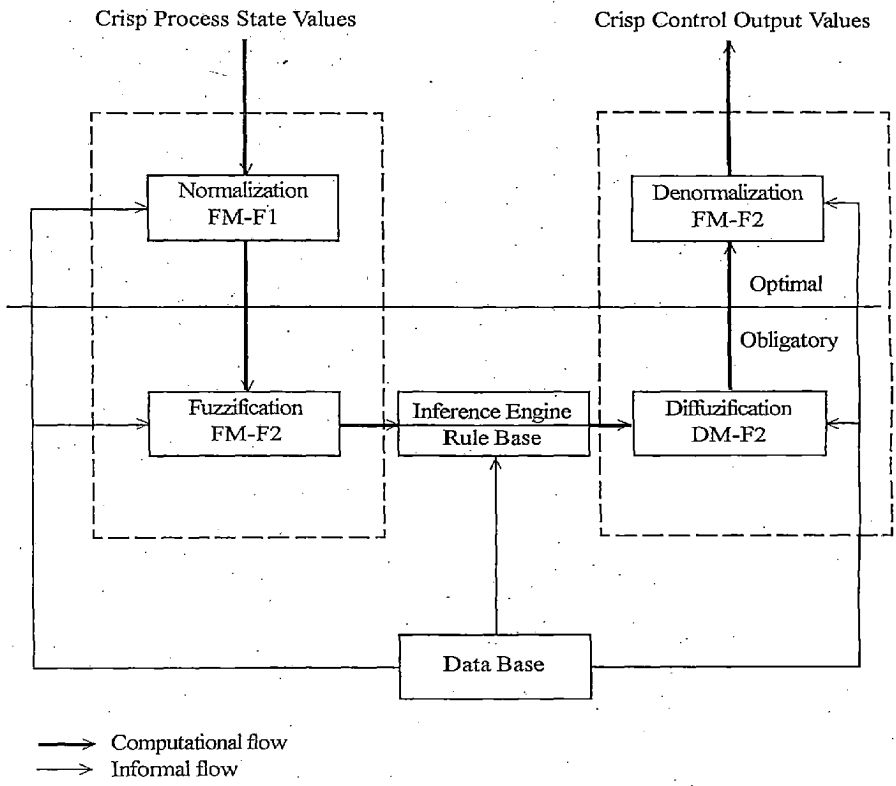 Crisp Process State Values
Crisp Control Output Values
Normalization
FM-F1
Denormalization
FM-F2
Optimal
Obligatory
Fuzzification
FM-F2
Inference Engine
Rule Base
Diffuzification
DM-F2
Data Base
Computational flow
Informal flow